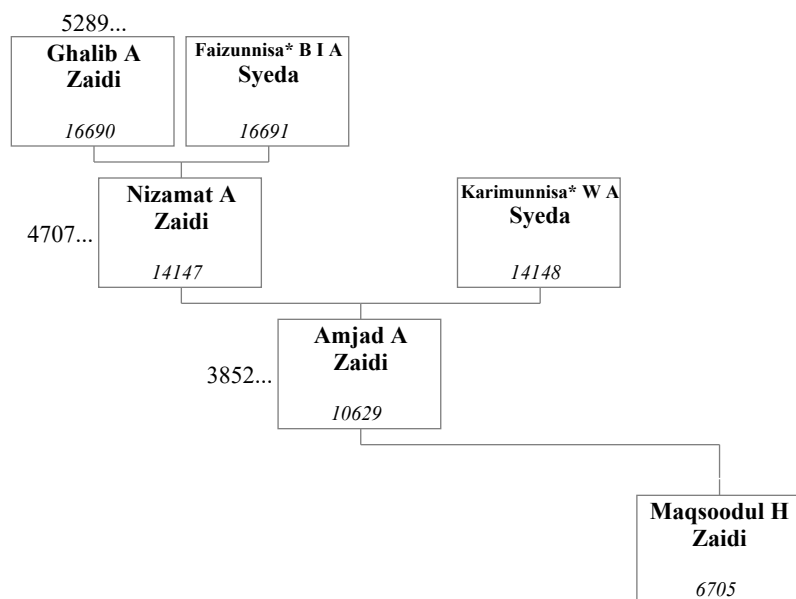 5289...
Ghalib A
Zaidi
16690
Faizunnisa* B I A
Syeda
16691
4707...
Nizamat A
Zaidi
14147
Karimunnisa* W A
Syeda
14148
3852...
Amjad A
Zaidi
10629
Maqsoodul H
Zaidi
6705